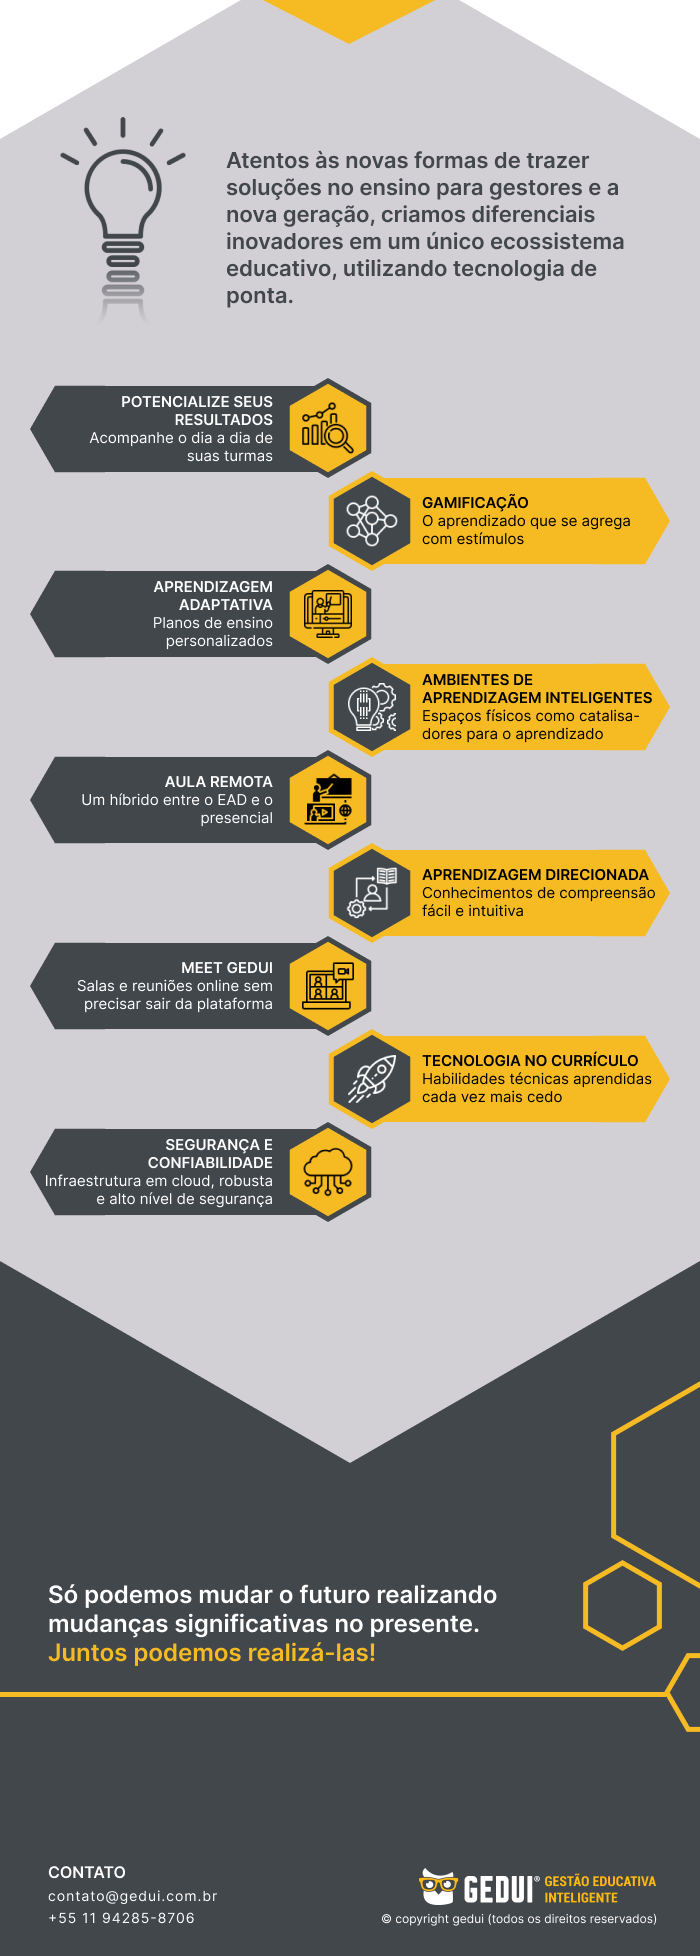 Atentos às novas formas de trazer
soluções no ensino para gestores e a
nova geração, criamos diferenciais
inovadores em um único ecossistema
educativo, utilizando tecnologia de
ponta.
POTENCIALIZE SEUS
RESULTADOS
Acompanhe o dia a dia de
suas turmas
GAMIFICAÇÃO
O aprendizado que se agrega
com estímulos
APRENDIZAGEM
ADAPTATIVA
Planos de ensino
personalizados
AMBIENTES DE
APRENDIZAGEM INTELIGENTES
Espaços físicos como catalisa-
dores para o aprendizado
AULA REMOTA
Um híbrido entre o EAD e o
presencial
APRENDIZAGEM DIRECIONADA
Conhecimentos de compreensão
fácil e intuitiva
MEET GEDUI
Salas e reuniões online sem
precisar sair da plataforma
TECNOLOGIA NO CURRÍCULO
Habilidades técnicas aprendidas
cada vez mais cedo
SEGURANÇA E
CONFIABILIDADE
Infraestrutura em cloud, robusta
e alto nível de segurança
Só podemos mudar o futuro realizando
mudanças significativas no presente.
Juntos podemos realizá-las!
CONTATO
contato@gedui.com.br
+55 11 94285-8706
GEDUI® GESTÃO EDUCATIVA
INTELIGENTE
© copyright gedui (todos os direitos reservados)